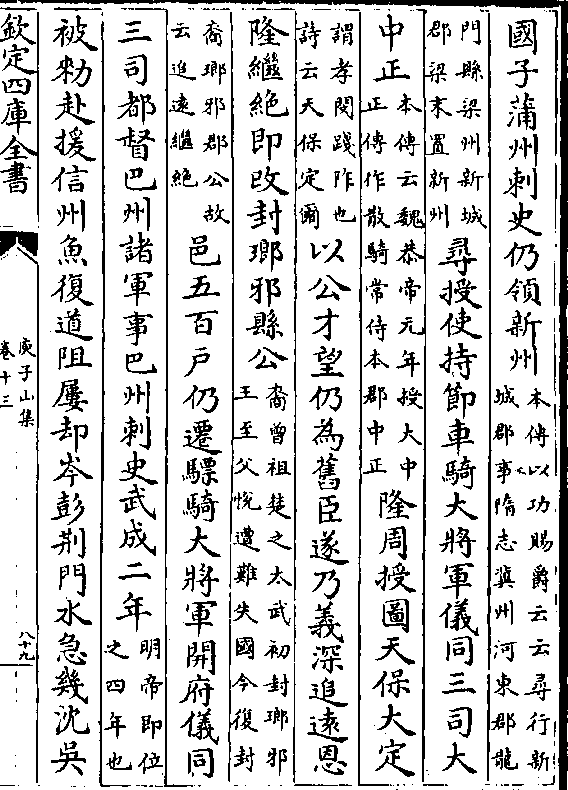 國子蒲州刺史仍領新州本傳以功賜爵云云尋行新城郡事隋志冀州河東郡龍
門縣梁州新城郡梁末置新州尋授使持節車騎大將軍儀同三司大
中正本傳云魏恭帝元年授大中正傳作散騎常侍本郡中正隆周授圖天保大定
謂孝閔踐阼也詩云天保定爾以公才望仍為舊臣遂乃義深追遠恩
隆繼絶即改封瑯邪縣公裔曾祖楚之太武初封瑯邪王至父悅遭難失國今復封
裔瑯邪郡公故云追遠繼絶邑五百戶仍遷驃騎大將軍開府儀同
三司都督巴州諸軍事巴州刺史武成二年明帝即位之四年也
被勑赴援信州魚復道阻屢却岑彭荆門水急幾沈吳
欽定四庫全書
庾子山集
卷十三
八十九